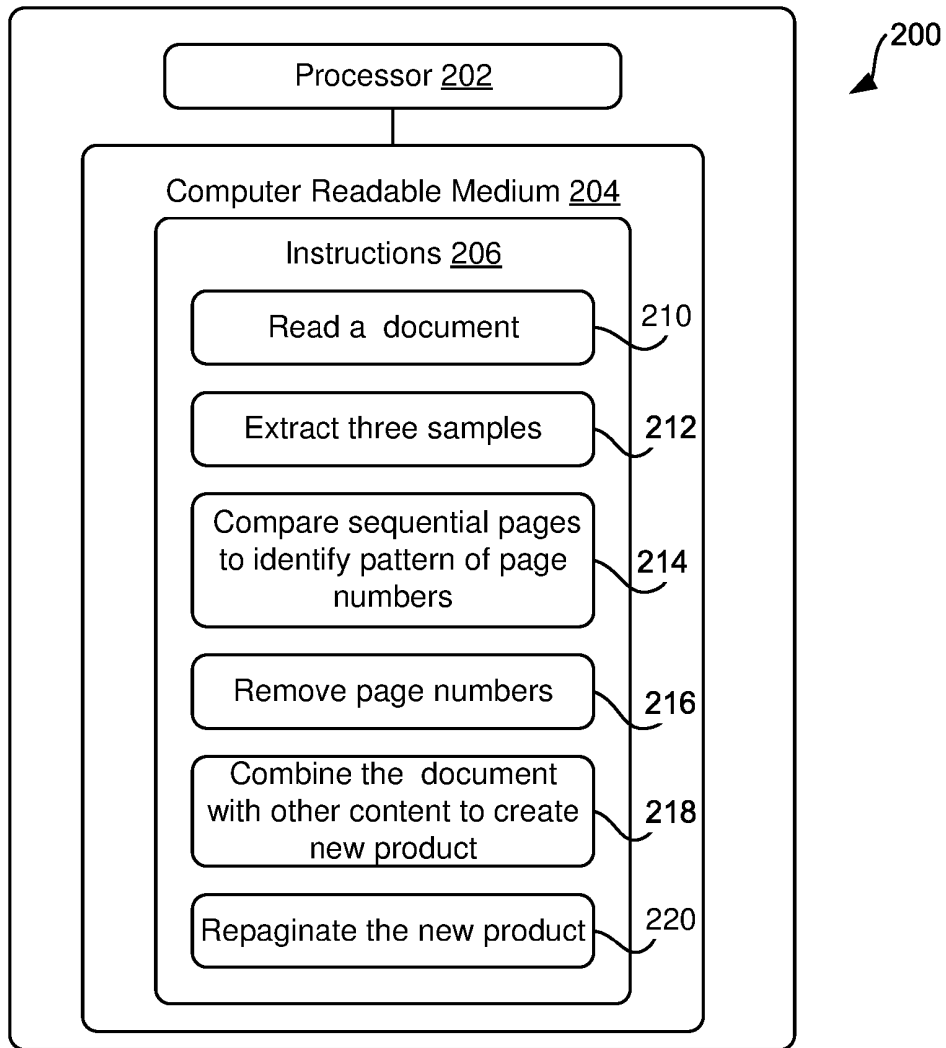 200
Processor 202
Computer Readable Medium 204
Instructions 206
Read a document
210
Extract three samples
212
Compare sequential pages
to identify pattern of page
numbers
214
Remove page numbers
216
Combine the document
with other content to create
new product
218
Repaginate the new product
220